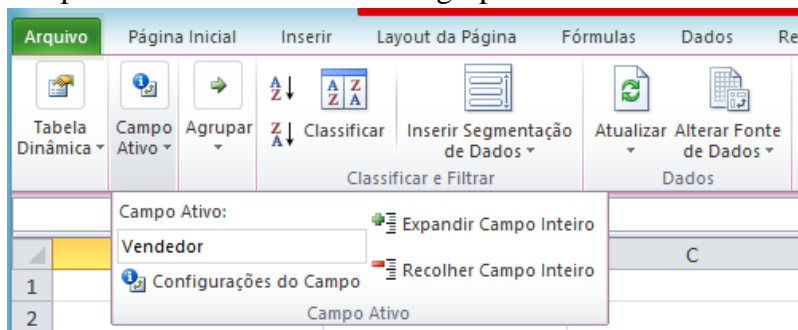 Arquivo Página Inicial Inserir Layout da Página Fórmulas Dados Re
Tabela Dinâmica
Campo Ativo
Agrupar
Classificar
Inserir Segmentação de Dados
Atualizar
Alterar Fonte de Dados
Classificar e Filtrar
Dados
Campo Ativo:
Vendedor
Configurações do Campo
Expandir Campo Inteiro
Recolher Campo Inteiro
Campo Ativo
C
1
2